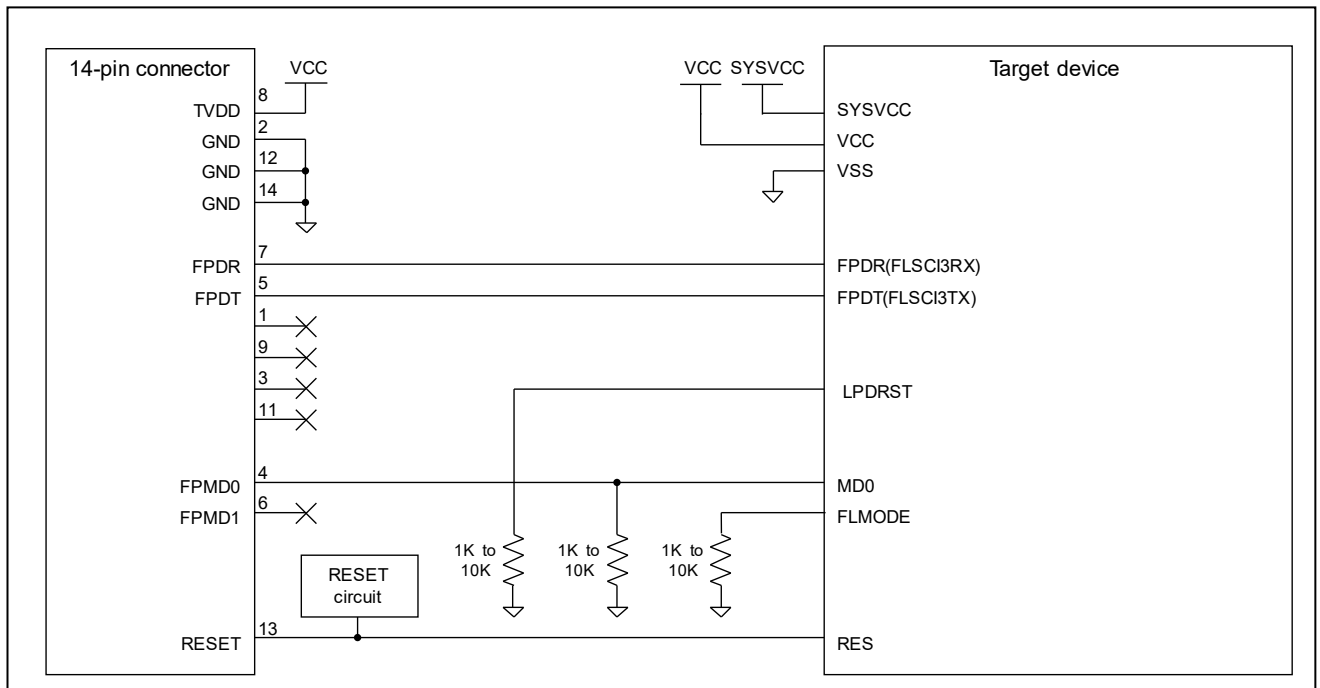 14-pin connector
VCC
8
TVDD
2
GND
12
GND
14
GND
7
FPDR
5
FPDT
1
9
3
11
4
FPMD0
6
FPMD1
RESET
circuit
13
RESET
1K to
10K
1K to
10K
1K to
10K
VCC SYSVCC
Target device
SYSVCC
VCC
VSS
FPDR(FLSCI3RX)
FPDT(FLSCI3TX)
LPDRST
MD0
FLMODE
RES